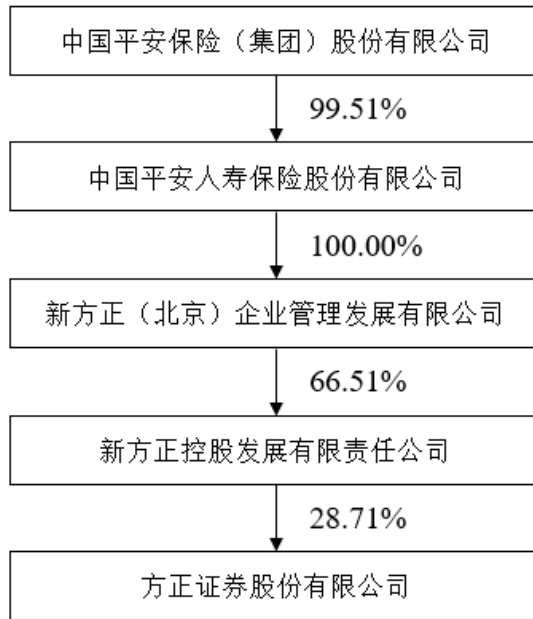 中国平安保险（集团）股份有限公司
99.51%
中国平安人寿保险股份有限公司
100.00%
新方正（北京）企业管理发展有限公司
66.51%
新方正控股发展有限责任公司
28.71%
方正证券股份有限公司